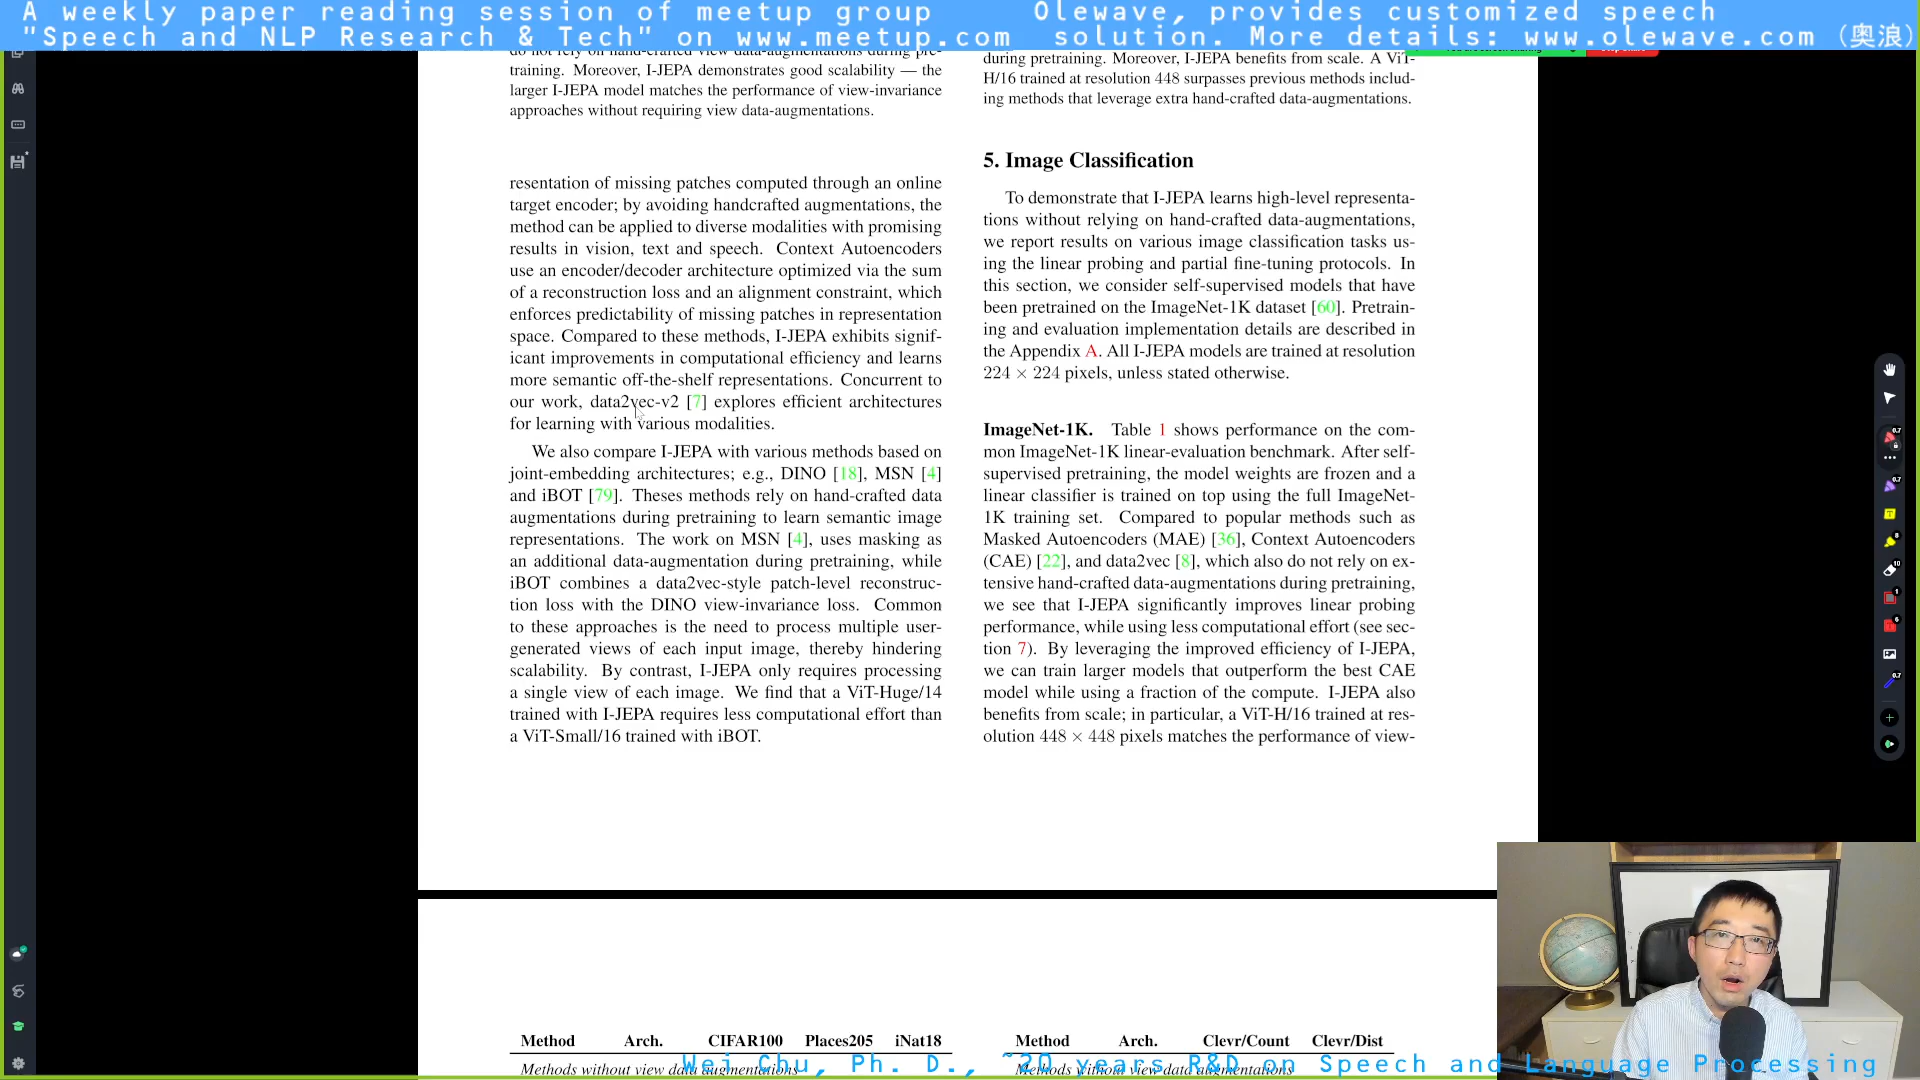 A weekly paper reading session of meetup group
"Speech and NLP Research & Tech" on www.meetup.com
Olewave, provides customized speech
solution. More details: www.olewave.com (奥浪)
do not rely on hand-crafted view data-augmentations during pre-
training. Moreover, I-JEPA demonstrates good scalability — the
larger I-JEPA model matches the performance of view-invariance
approaches without requiring view data-augmentations.
resentation of missing patches computed through an online
target encoder; by avoiding handcrafted augmentations, the
method can be applied to diverse modalities with promising
results in vision, text and speech. Context Autoencoders
use an encoder/decoder architecture optimized via the sum
of a reconstruction loss and an alignment constraint, which
enforces predictability of missing patches in representation
space. Compared to these methods, I-JEPA exhibits signif-
icant improvements in computational efficiency and learns
more semantic off-the-shelf representations. Concurrent to
our work, data2vec-v2 [7] explores efficient architectures
for learning with various modalities.
We also compare I-JEPA with various methods based on
joint-embedding architectures; e.g., DINO [18], MSN [4]
and iBOT [79]. Theses methods rely on hand-crafted data
augmentations during pretraining to learn semantic image
representations. The work on MSN [4], uses masking as
an additional data-augmentation during pretraining, while
iBOT combines a data2vec-style patch-level reconstruc-
tion loss with the DINO view-invariance loss. Common
to these approaches is the need to process multiple user-
generated views of each input image, thereby hindering
scalability. By contrast, I-JEPA only requires processing
a single view of each image. We find that a ViT-Huge/14
trained with I-JEPA requires less computational effort than
a ViT-Small/16 trained with iBOT.
during pretraining. Moreover, I-JEPA benefits from scale. A ViT-
H/16 trained at resolution 448 surpasses previous methods includ-
ing methods that leverage extra hand-crafted data-augmentations.
5. Image Classification
To demonstrate that I-JEPA learns high-level representa-
tions without relying on hand-crafted data-augmentations,
we report results on various image classification tasks us-
ing the linear probing and partial fine-tuning protocols. In
this section, we consider self-supervised models that have
been pretrained on the ImageNet-1K dataset [60]. Pretrain-
ing and evaluation implementation details are described in
the Appendix A. All I-JEPA models are trained at resolution
224 × 224 pixels, unless stated otherwise.
ImageNet-1K. Table 1 shows performance on the com-
mon ImageNet-1K linear-evaluation benchmark. After self-
supervised pretraining, the model weights are frozen and a
linear classifier is trained on top using the full ImageNet-
1K training set. Compared to popular methods such as
Masked Autoencoders (MAE) [36], Context Autoencoders
(CAE) [22], and data2vec [8], which also do not rely on ex-
tensive hand-crafted data-augmentations during pretraining,
we see that I-JEPA significantly improves linear probing
performance, while using less computational effort (see sec-
tion 7). By leveraging the improved efficiency of I-JEPA,
we can train larger models that outperform the best CAE
model while using a fraction of the compute. I-JEPA also
benefits from scale; in particular, a ViT-H/16 trained at res-
olution 448 × 448 pixels matches the performance of view-
Method Arch. CIFAR100 Places205 iNat18
Methods without view data augmentations
Method Arch. Clevr/Count Clevr/Dist
Methods without view data augmentations
Wei Chu, Ph. D., ~20 years R&D on Speech and Language Processing